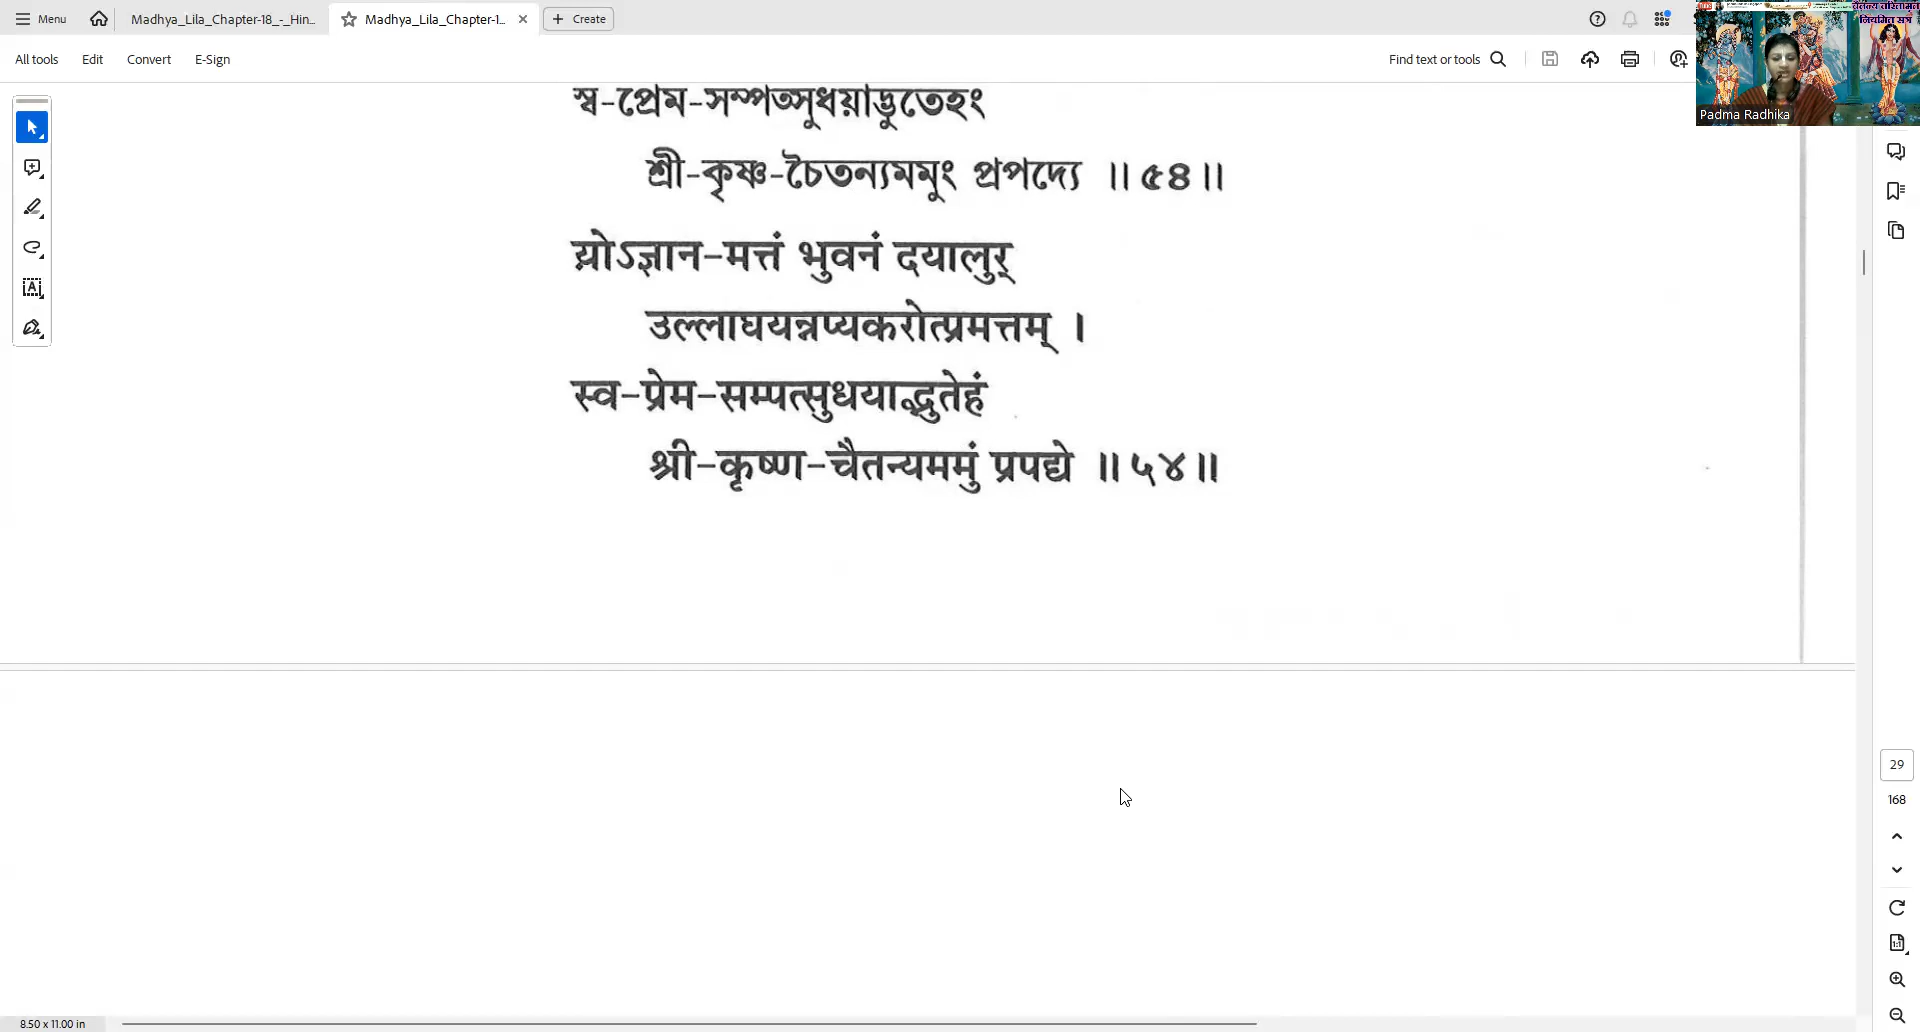 Menu
Madhya_Lila_Chapter-18_-_Hin...
Madhya_Lila_Chapter-1...
Create
All tools
Edit
Convert
E-Sign
Find text or tools
Padma Radhika
স্ব-প্রেম-সম্পত্সুধয়াদ্ভুতেহং
শ্রী-কৃষ্ণ-চৈতন্যমমুং প্রপদ্যে ॥ ৫৪॥
य़ोऽज्ञान-मत्तं भुवनं दयालुर्
उल्लाघयन्नप्यकरोत्प्रमत्तम् ।
स्व-प्रेम-सम्पत्सुधयाद्भुतेहं
श्री-कृष्ण-चैतन्यममुं प्रपद्ये ॥ ५४॥
29
168
8.50 x 11.00 in